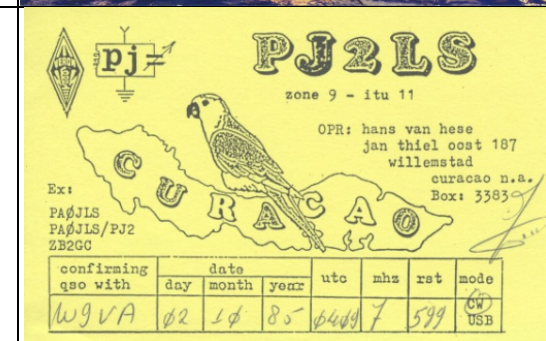 VERON
pj=
PJ2LS
zone 9 - itu 11
OPR: hans van hese
jan thiel oost 187
willemstad
curacao n.a.
Box: 3383
CURACAO
Ex:
PAØJLS
PAØJLS/PJ2
ZB2GC
confirming qso with | date | utc | mhz | rst | mode
day | month | year
W9VA | Ø2 | 1Ø | 85 | Ø449 | 7 | 599 | CW
USB